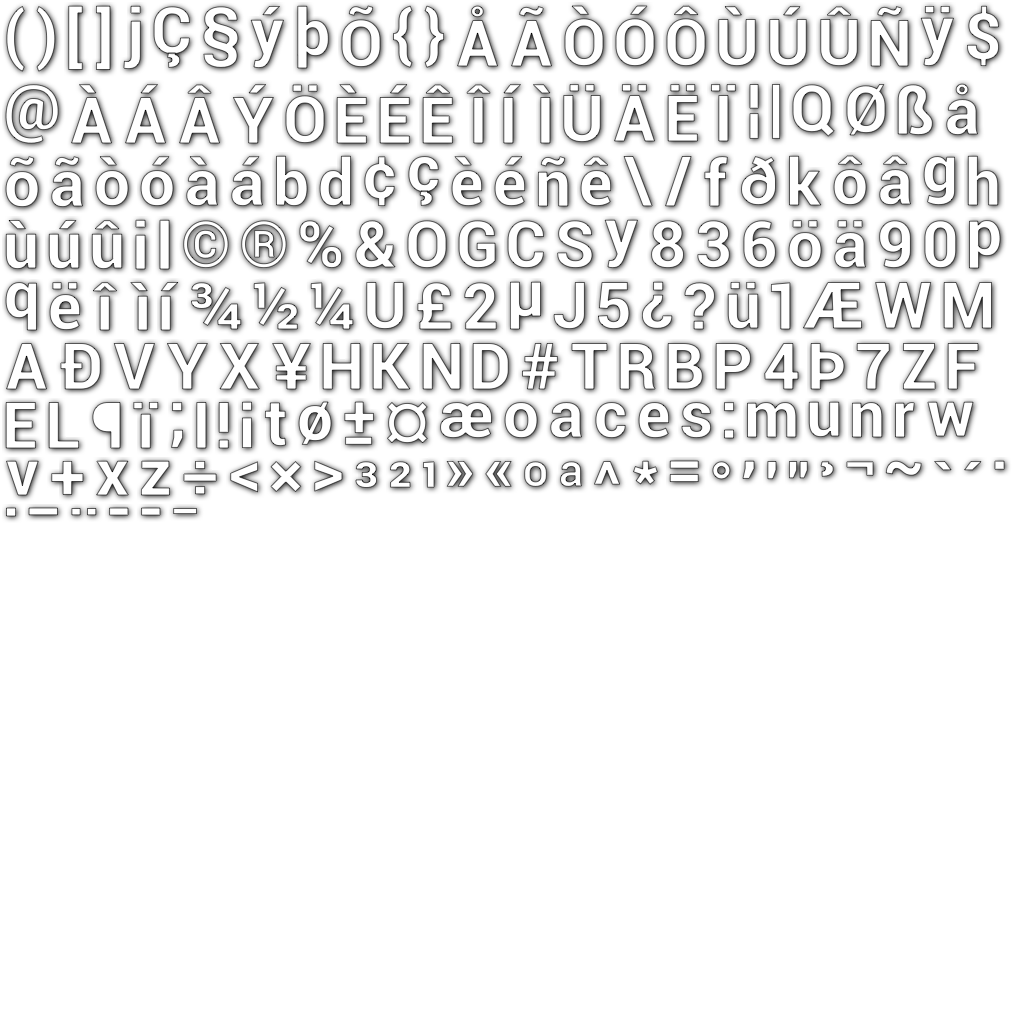 ()[]jÇ§ýþÕ{}ÅÃÒÓÔÙÚÛÑÿ$
@ÀÁÂÝÖÈÉÊÎÍÌÜÄËÏ¦|QØßå
õãòóàábd¢çèéñê\/fðkôâgh
ùúûil©®%&OGCSy836öä90p
qëîìí¾½¼U£2µJ5¿?ü1ÆWM
AÐVYX¥HKND#TRBP4Þ7ZF
EL¶ï;I!itø±¤æoaces:munrw
v+xz÷<×>³²¹»«ºª^*=°'"¸¬~`´˙
.